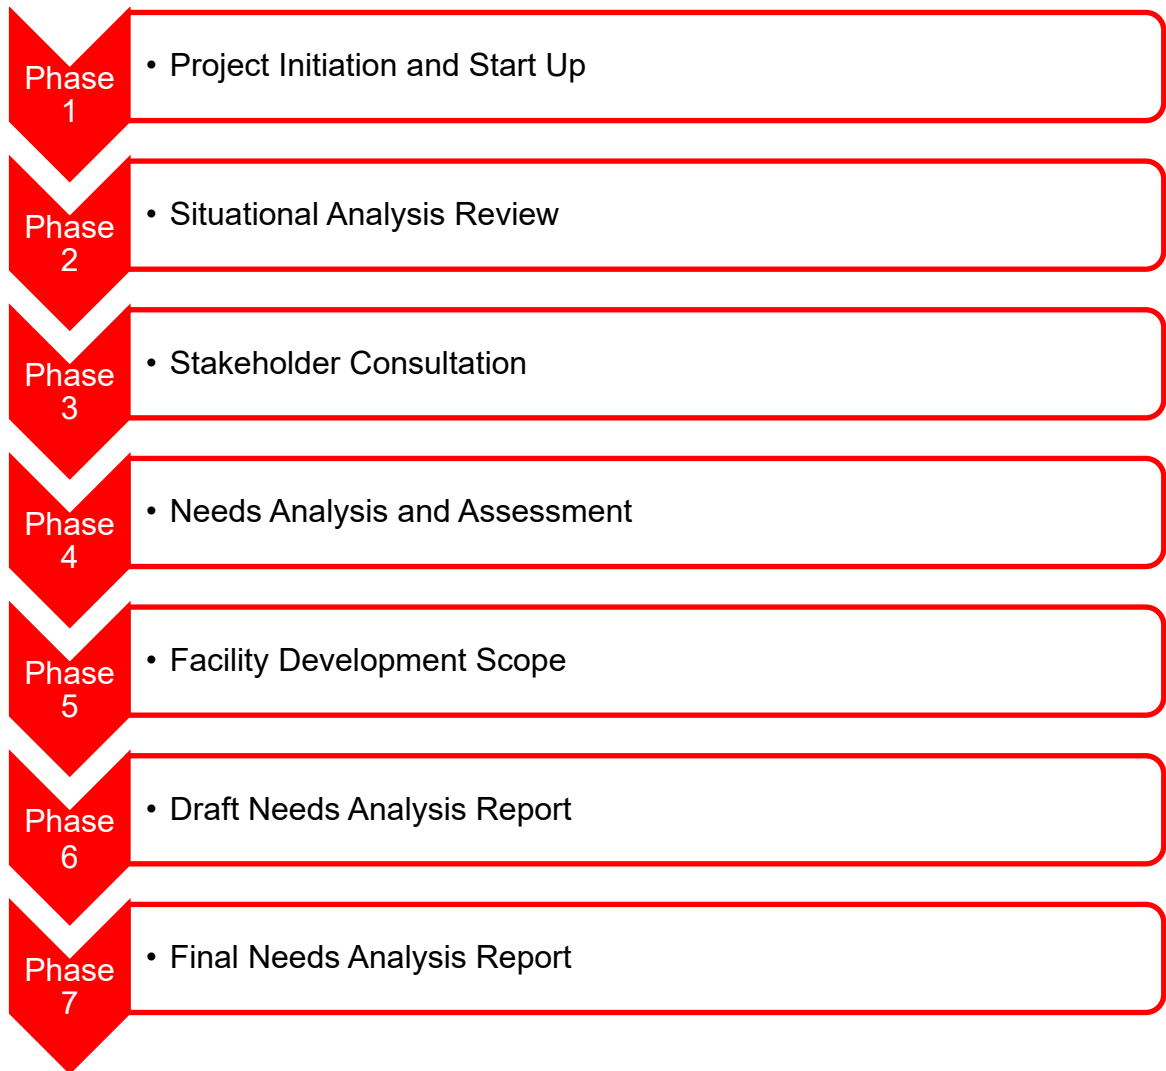 Phase
1
• Project Initiation and Start Up
Phase
2
• Situational Analysis Review
Phase
3
• Stakeholder Consultation
Phase
4
• Needs Analysis and Assessment
Phase
5
• Facility Development Scope
Phase
6
• Draft Needs Analysis Report
Phase
7
• Final Needs Analysis Report